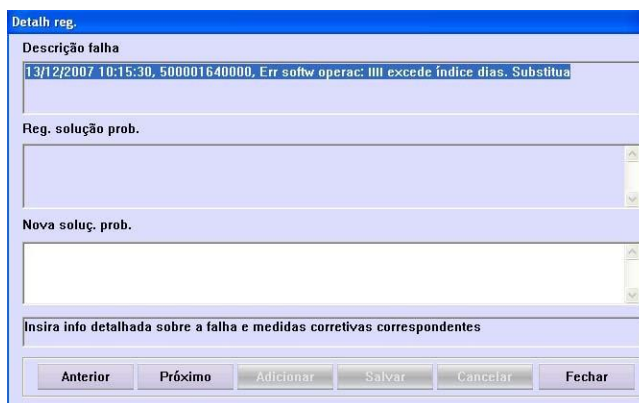 Detalh reg.
Descrição falha
13/12/2007 10:15:30, 500001640000, Err softw operac: IIII excede índice dias. Substitua
Reg. solução prob.
Nova soluç. prob.
Insira info detalhada sobre a falha e medidas corretivas correspondentes
Anterior Próximo Adicionar Salvar Cancelar Fechar